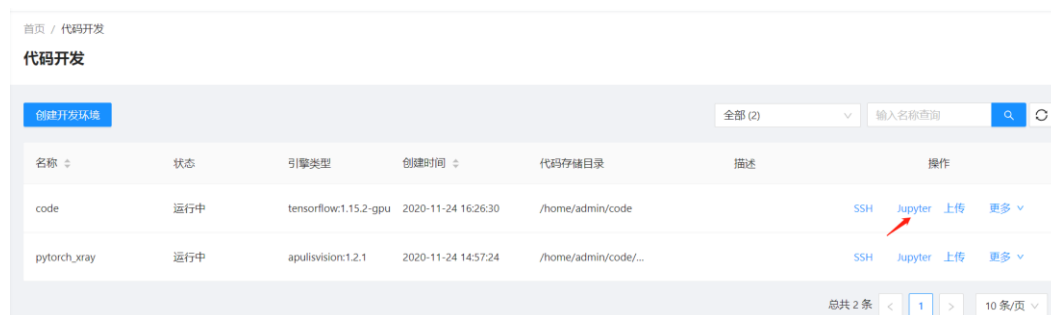 首页 / 代码开发
代码开发
创建开发环境 全部 (2) 输入名称查询
名称 状态 引擎类型 创建时间 代码存储目录 描述 操作
code 运行中 tensorflow:1.15.2-gpu 2020-11-24 16:26:30 /home/admin/code SSH Jupyter 上传 更多
pytorch_xray 运行中 apulisvision:1.2.1 2020-11-24 14:57:24 /home/admin/code/... SSH Jupyter 上传 更多
总共 2 条 < 1 > 10 条/页